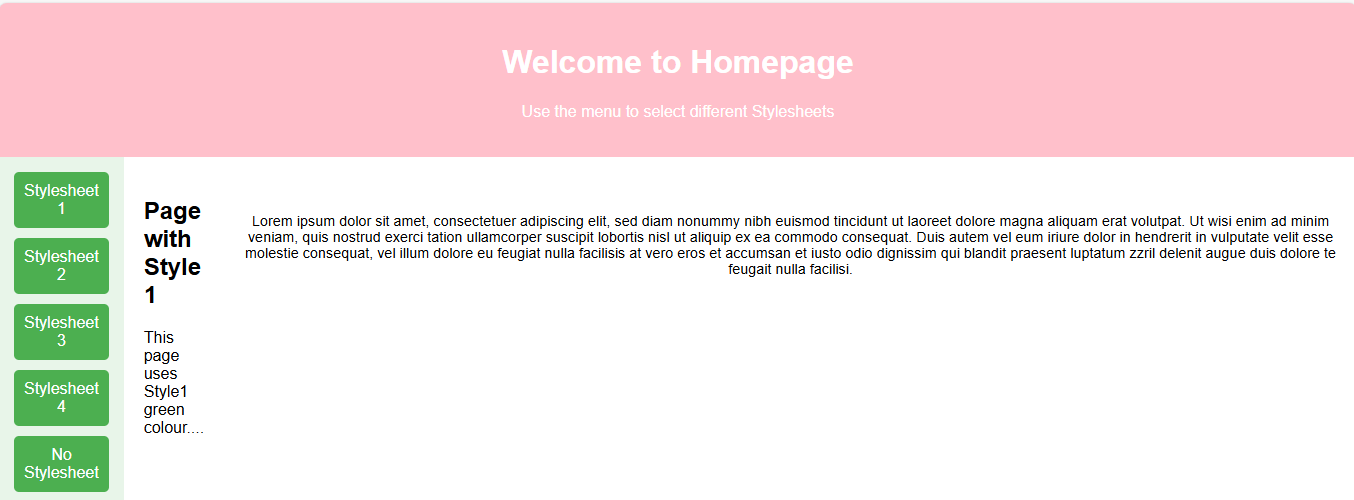 Welcome to Homepage
Use the menu to select different Stylesheets
Stylesheet
1
Stylesheet
2
Stylesheet
3
Stylesheet
4
No
Stylesheet
Page
with
Style
1
This
page
uses
Style1
green
colour....
Lorem ipsum dolor sit amet, consectetuer adipiscing elit, sed diam nonummy nibh euismod tincidunt ut laoreet dolore magna aliquam erat volutpat. Ut wisi enim ad minim
veniam, quis nostrud exerci tation ullamcorper suscipit lobortis nisl ut aliquip ex ea commodo consequat. Duis autem vel eum iriure dolor in hendrerit in vulputate velit esse
molestie consequat, vel illum dolore eu feugiat nulla facilisis at vero eros et accumsan et iusto odio dignissim qui blandit praesent luptatum zzril delenit augue duis dolore te
feugait nulla facilisi.